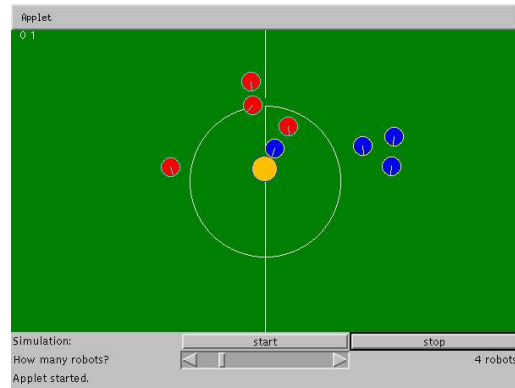 Applet
0 1
Simulation: start stop
How many robots? 4 robots
Applet started.